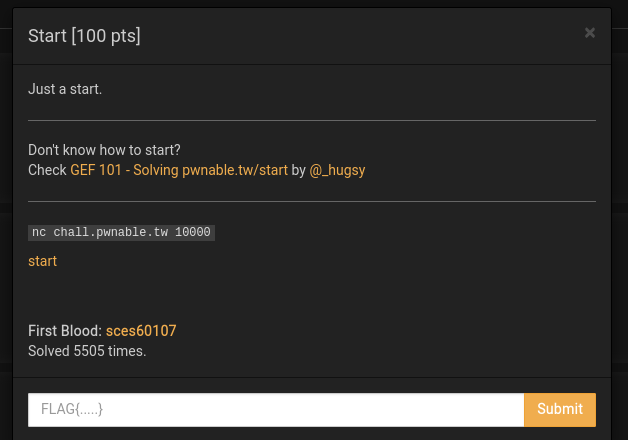 Start [100 pts]
×
Just a start.
Don't know how to start?
Check GEF 101 - Solving pwnable.tw/start by @_hugsy
nc chall.pwnable.tw 10000
start
First Blood: sces60107
Solved 5505 times.
FLAG{.....}
Submit